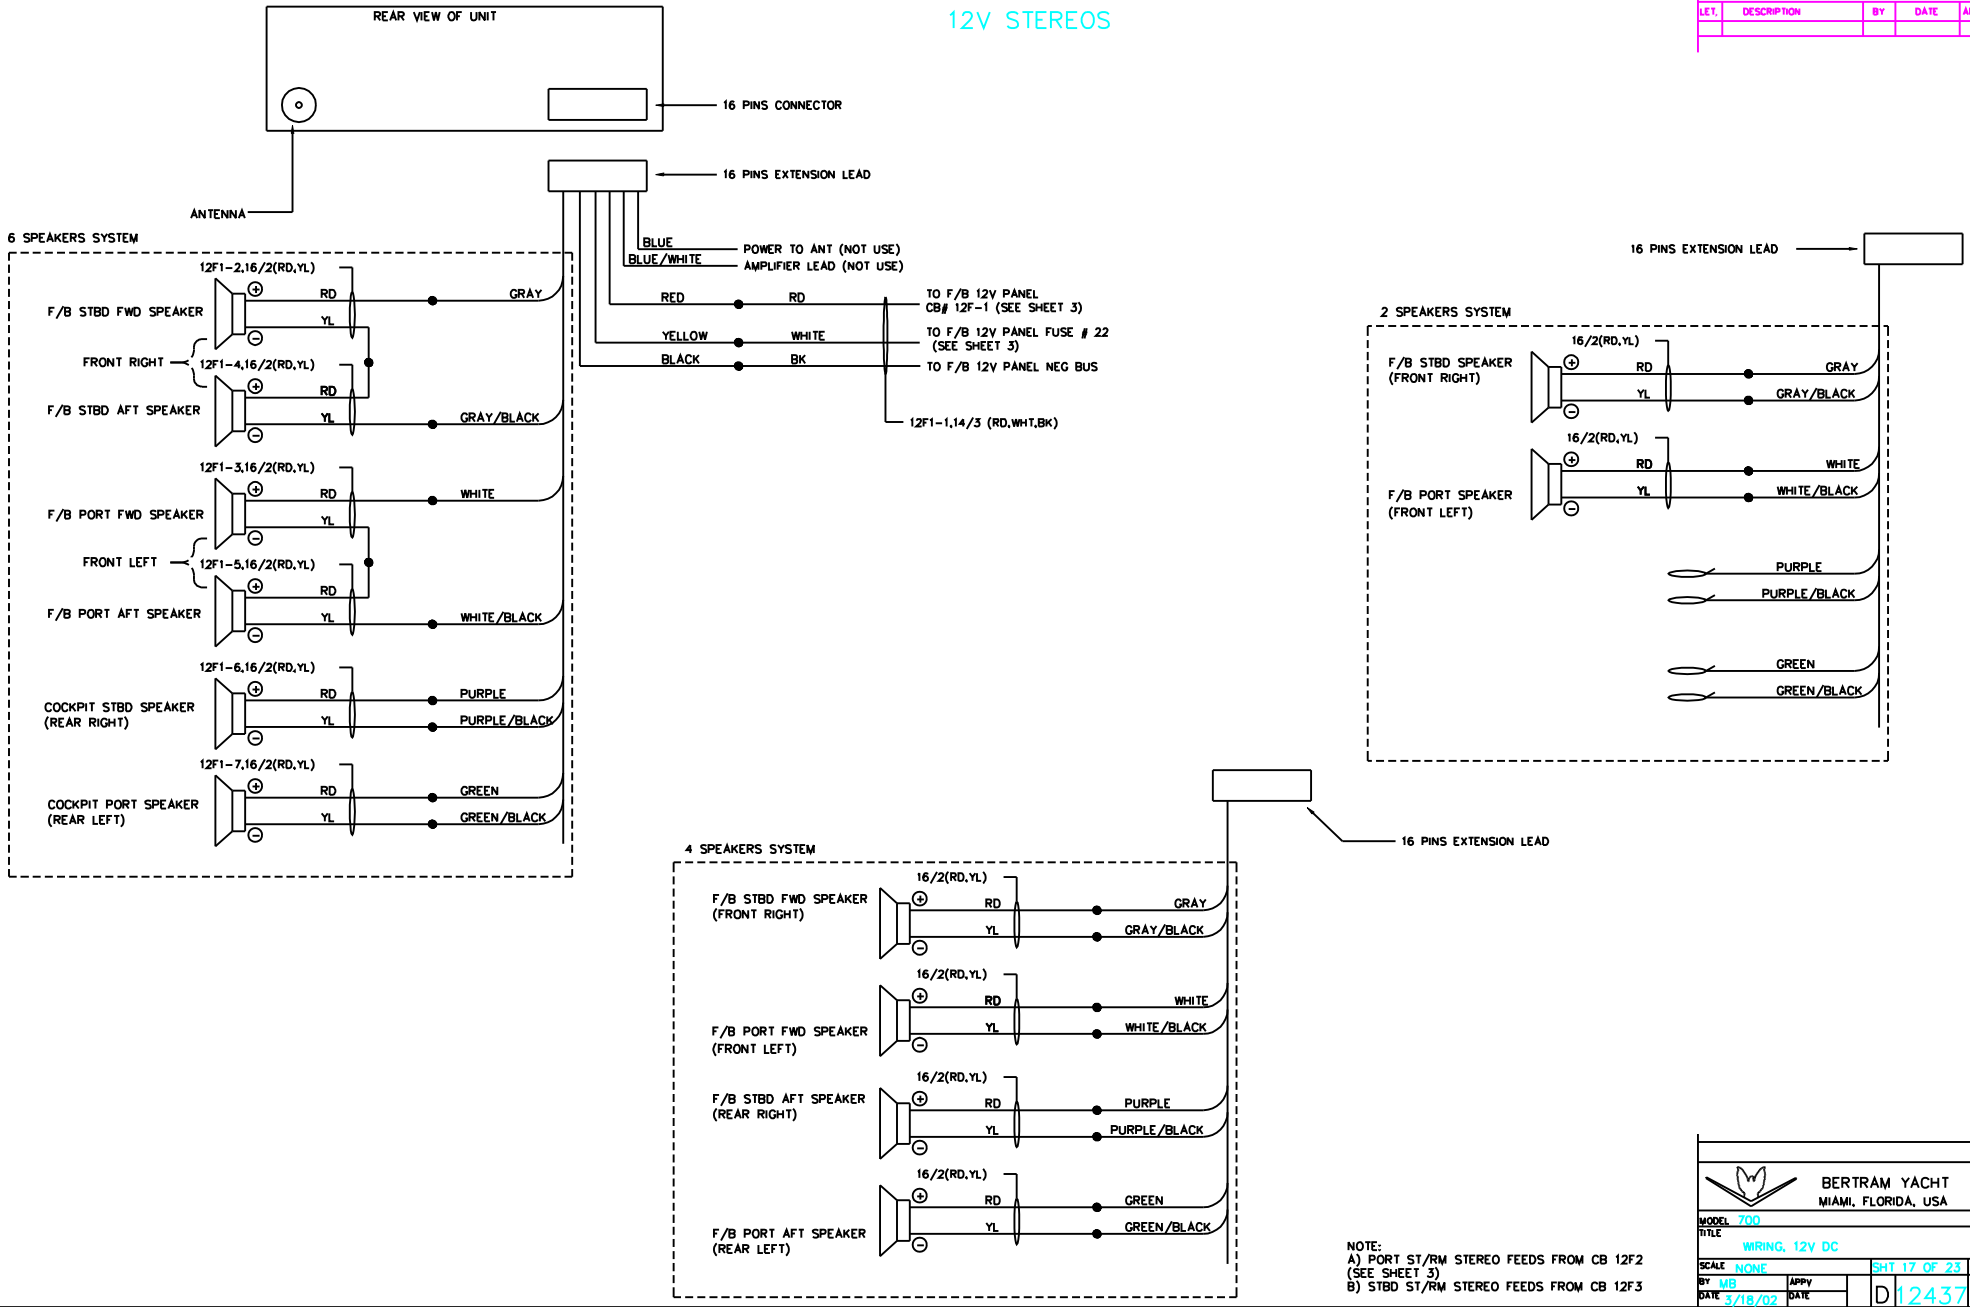 12V STEREOS
LET. DESCRIPTION BY DATE
REAR VIEW OF UNIT
16 PINS CONNECTOR
16 PINS EXTENSION LEAD
ANTENNA
BLUE POWER TO ANT (NOT USE)
BLUE/WHITE AMPLIFIER LEAD (NOT USE)
RED RD TO F/B 12V PANEL
CB# 12F-1 (SEE SHEET 3)
YELLOW WHITE TO F/B 12V PANEL FUSE # 22
(SEE SHEET 3)
BLACK BK TO F/B 12V PANEL NEG BUS
12F1-1,14/3 (RD,WHT,BK)
6 SPEAKERS SYSTEM
12F1-2,16/2(RD,YL)
RD GRAY
F/B STBD FWD SPEAKER
YL
FRONT RIGHT
12F1-4,16/2(RD,YL)
RD
F/B STBD AFT SPEAKER
YL GRAY/BLACK
12F1-3,16/2(RD,YL)
RD WHITE
F/B PORT FWD SPEAKER
YL
FRONT LEFT
12F1-5,16/2(RD,YL)
RD
F/B PORT AFT SPEAKER
YL WHITE/BLACK
12F1-6,16/2(RD,YL)
RD PURPLE
COCKPIT STBD SPEAKER
(REAR RIGHT)
YL PURPLE/BLACK
12F1-7,16/2(RD,YL)
RD GREEN
COCKPIT PORT SPEAKER
(REAR LEFT)
YL GREEN/BLACK
16 PINS EXTENSION LEAD
2 SPEAKERS SYSTEM
16/2(RD,YL)
F/B STBD SPEAKER
(FRONT RIGHT)
RD GRAY
YL GRAY/BLACK
16/2(RD,YL)
RD WHITE
F/B PORT SPEAKER
(FRONT LEFT)
YL WHITE/BLACK
PURPLE
PURPLE/BLACK
GREEN
GREEN/BLACK
16 PINS EXTENSION LEAD
4 SPEAKERS SYSTEM
16/2(RD,YL)
F/B STBD FWD SPEAKER
(FRONT RIGHT)
RD GRAY
YL GRAY/BLACK
16/2(RD,YL)
RD WHITE
F/B PORT FWD SPEAKER
(FRONT LEFT)
YL WHITE/BLACK
16/2(RD,YL)
F/B STBD AFT SPEAKER
(REAR RIGHT)
RD PURPLE
YL PURPLE/BLACK
16/2(RD,YL)
RD GREEN
F/B PORT AFT SPEAKER
(REAR LEFT)
YL GREEN/BLACK
NOTE:
A) PORT ST/RM STEREO FEEDS FROM CB 12F2
(SEE SHEET 3)
B) STBD ST/RM STEREO FEEDS FROM CB 12F3
BERTRAM YACHT
MIAMI, FLORIDA, USA
MODEL 700
TITLE
WIRING, 12V DC
SCALE NONE SHT 17 OF 23
BY MB APPV
DATE 3/18/02 DATE
D 12437